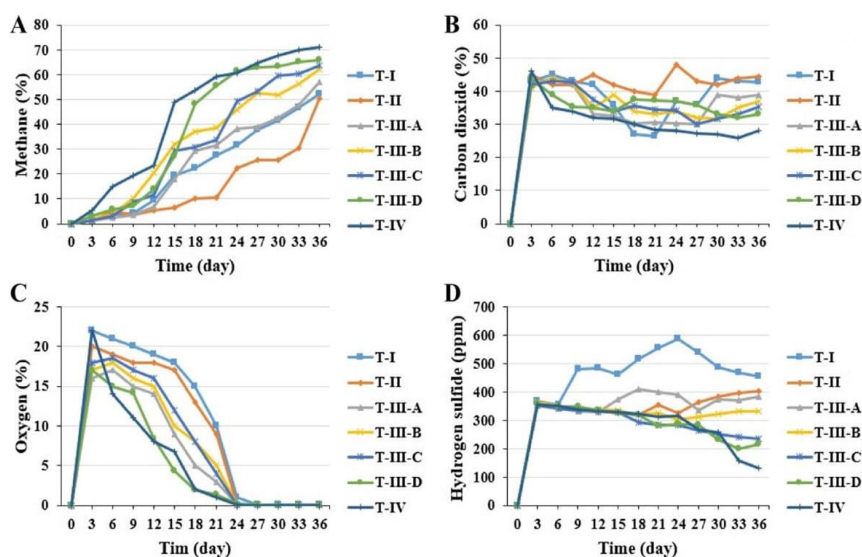 A
Methane (%)
80
70
60
50
40
30
20
10
0
0 3 6 9 12 15 18 21 24 27 30 33 36
Time (day)
T-I
T-II
T-III-A
T-III-B
T-III-C
T-III-D
T-IV
B
Carbon dioxide (%)
60
50
40
30
20
10
0
0 3 6 9 12 15 18 21 24 27 30 33 36
Time (day)
T-I
T-II
T-III-A
T-III-B
T-III-C
T-III-D
T-IV
C
Oxygen (%)
25
20
15
10
5
0
0 3 6 9 12 15 18 21 24 27 30 33 36
Tim (day)
T-I
T-II
T-III-A
T-III-B
T-III-C
T-III-D
T-IV
D
Hydrogen sulfide (ppm)
700
600
500
400
300
200
100
0
0 3 6 9 12 15 18 21 24 27 30 33 36
Time (day)
T-I
T-II
T-III-A
T-III-B
T-III-C
T-III-D
T-IV